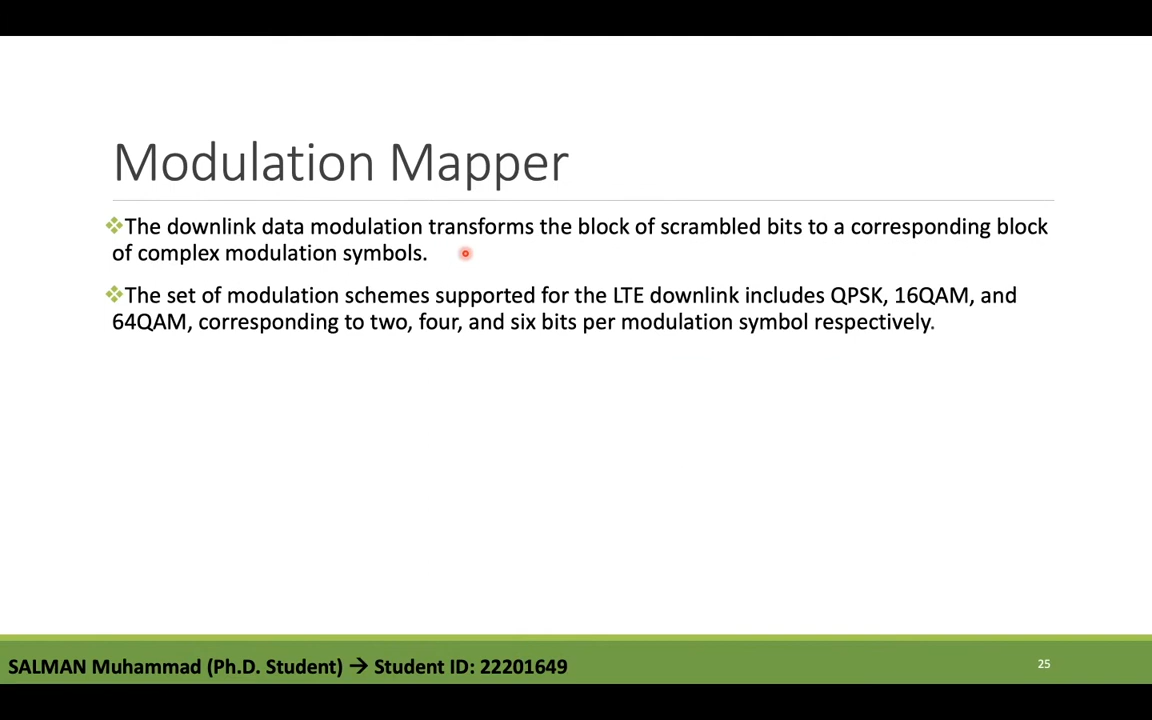 Modulation Mapper
❖The downlink data modulation transforms the block of scrambled bits to a corresponding block
of complex modulation symbols.
❖The set of modulation schemes supported for the LTE downlink includes QPSK, 16QAM, and
64QAM, corresponding to two, four, and six bits per modulation symbol respectively.
SALMAN Muhammad (Ph.D. Student) → Student ID: 22201649
25